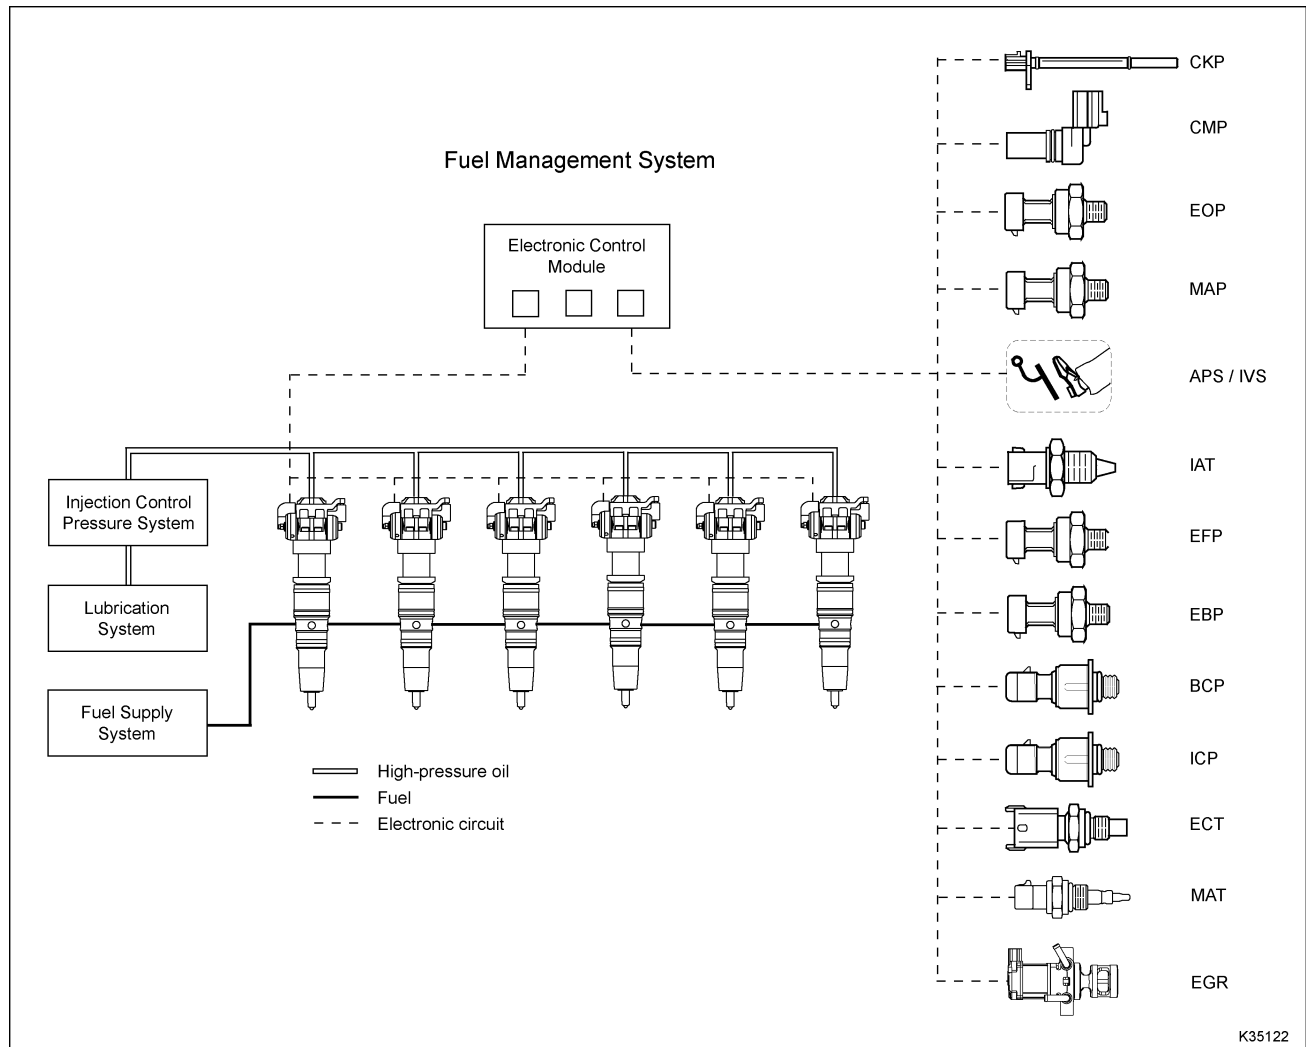 Fuel Management System
Electronic Control
Module
Injection Control
Pressure System
Lubrication
System
Fuel Supply
System
High-pressure oil
Fuel
Electronic circuit
CKP
CMP
EOP
MAP
APS / IVS
IAT
EFP
EBP
BCP
ICP
ECT
MAT
EGR
K35122